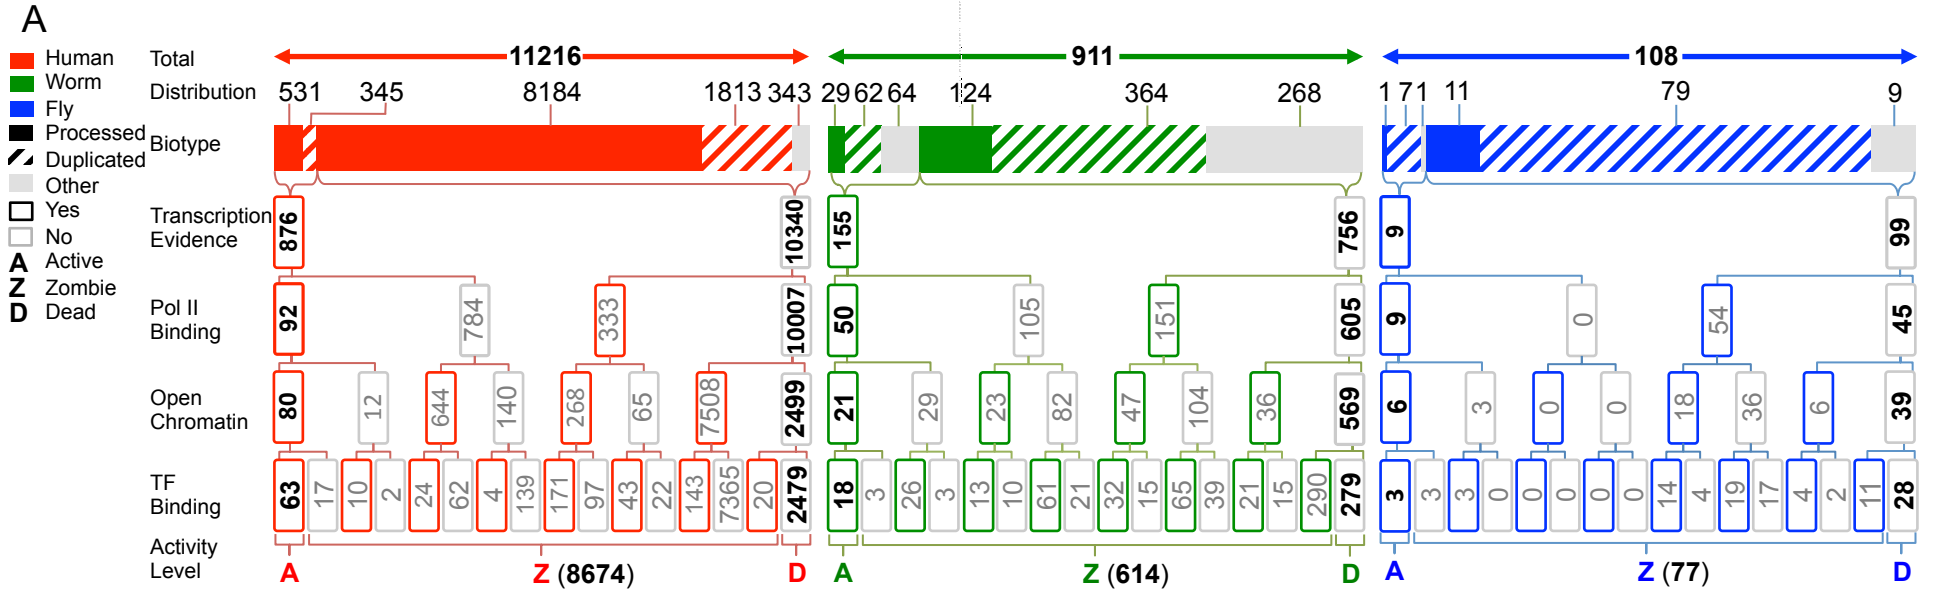 A
Human
Worm
Fly
Processed
Duplicated
Other
Yes
No
A Active
Z Zombie
D Dead
Total 11216 911 108
Distribution 531 345 8184 1813 343 29 62 64 124 364 268 1 7 1 11 79 9
Biotype
Transcription
Evidence
876 10340 155 756 9 99
Pol II
Binding
92 784 333 10007 50 105 151 605 9 0 54 45
Open
Chromatin
80 12 644 140 268 65 7508 2499 21 29 23 82 47 104 36 569 6 3 0 0 18 36 6 39
TF
Binding
63 17 10 2 24 62 4 139 171 97 43 22 143 7365 20 2479 18 3 26 3 13 10 61 21 32 15 65 39 21 15 290 279 3 3 3 0 0 0 0 0 14 4 19 17 4 2 11 28
Activity
Level
A Z (8674) D A Z (614) D A Z (77) D